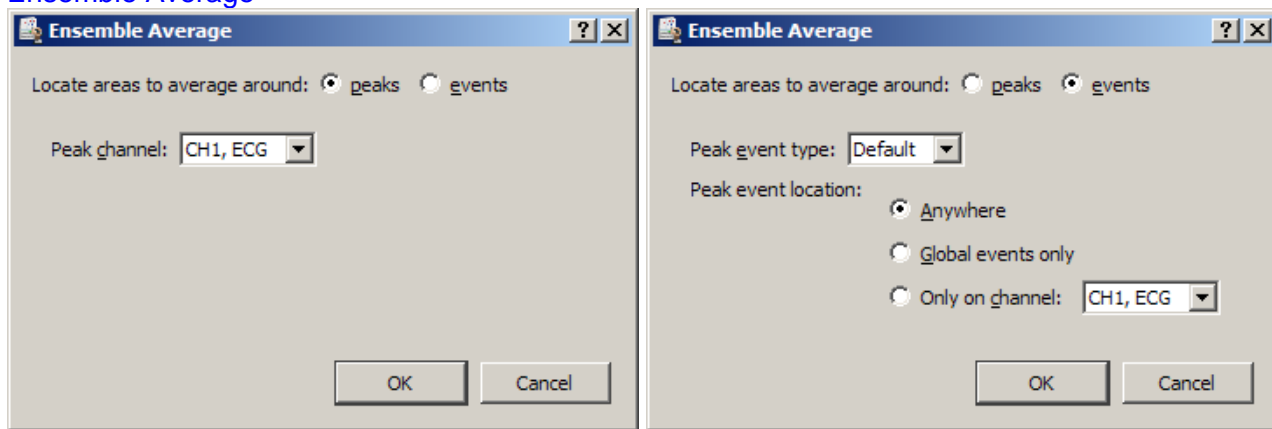 Ensemble Average
Ensemble Average
Locate areas to average around: peaks events
Peak channel: CH1, ECG
OK Cancel
Ensemble Average
Locate areas to average around: peaks events
Peak event type: Default
Peak event location:
Anywhere
Global events only
Only on channel: CH1, ECG
OK Cancel